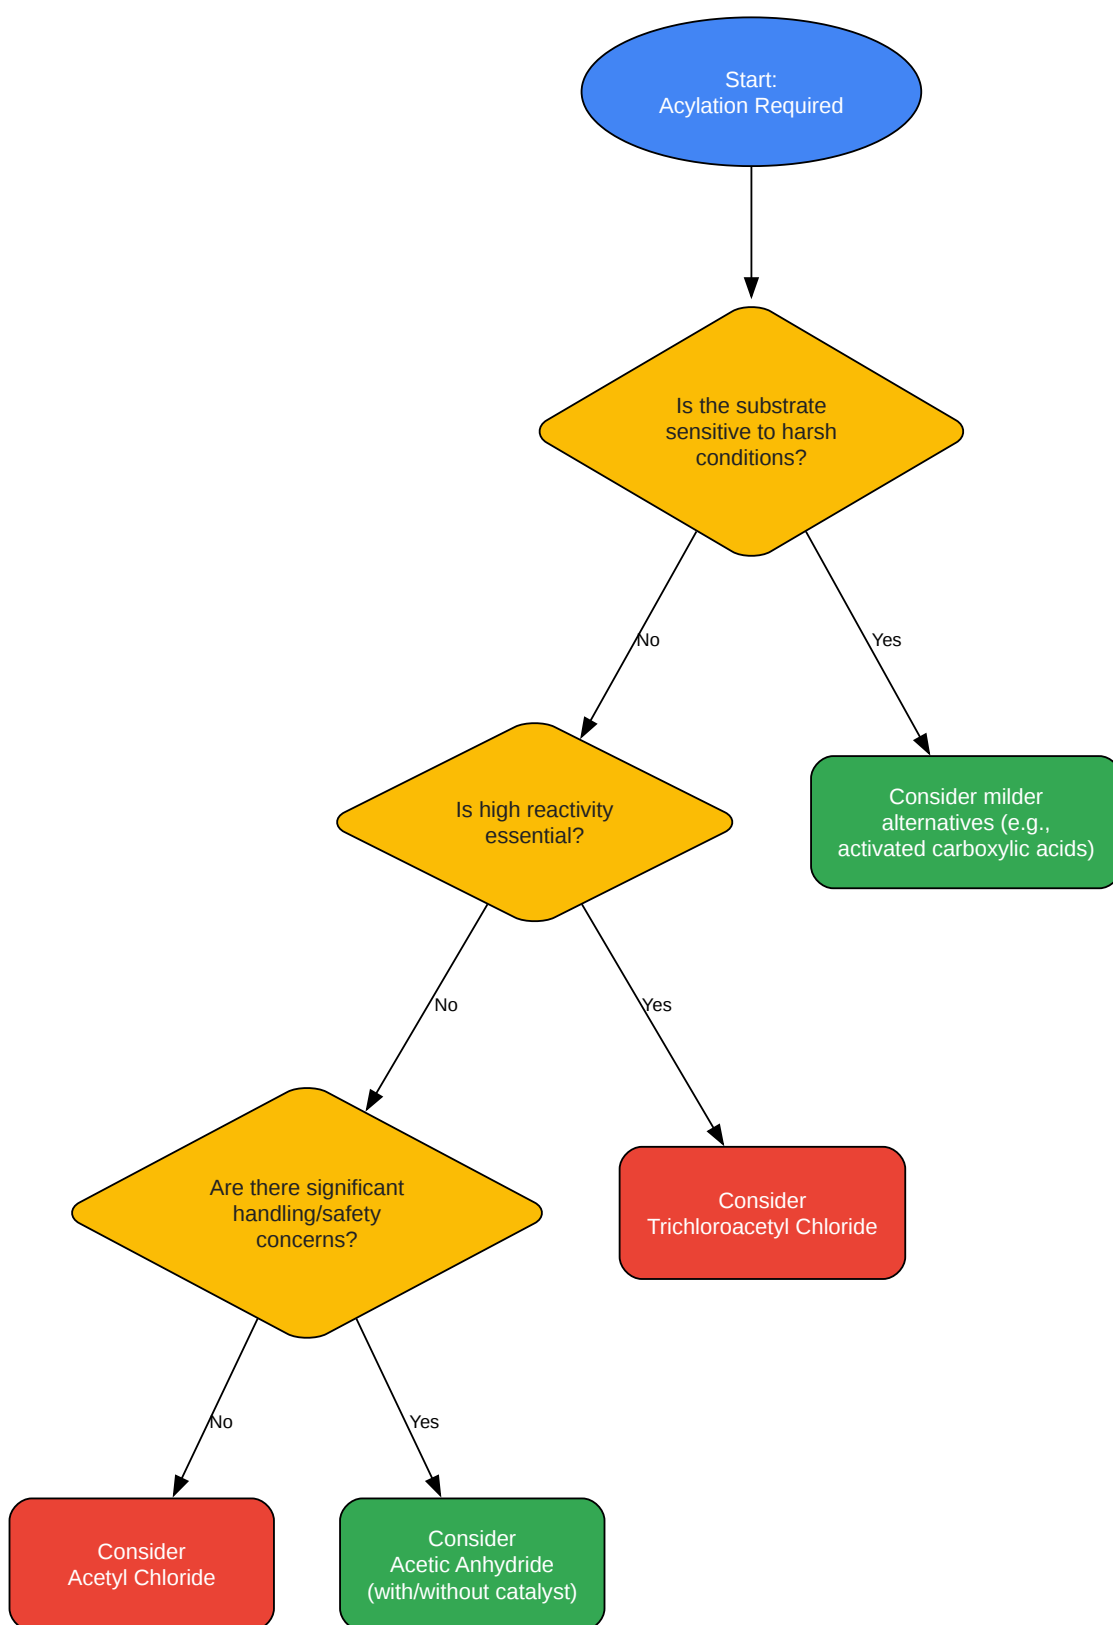 Start:
Acylation Required
Is the substrate
sensitive to harsh
conditions?
No
Yes
Is high reactivity
essential?
Consider milder
alternatives (e.g.,
activated carboxylic acids)
No
Yes
Are there significant
handling/safety
concerns?
Consider
Trichloroacetyl Chloride
No
Yes
Consider
Acetyl Chloride
Consider
Acetic Anhydride
(with/without catalyst)